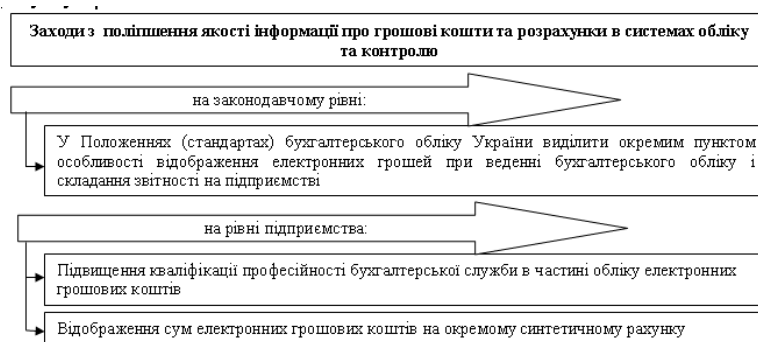 Заходи з поліпшення якості інформації про грошові кошти та розрахунки в системах обліку
та контролю
на законодавчому рівні:
У Положеннях (стандартах) бухгалтерського обліку України виділити окремим пунктом
особливості відображення електронних грошей при веденні бухгалтерського обліку і
складання звітності на підприємстві
на рівні підприємства:
Підвищення кваліфікації професійності бухгалтерської служби в частині обліку електронних
грошових коштів
Відображення сум електронних грошових коштів на окремому синтетичному рахунку